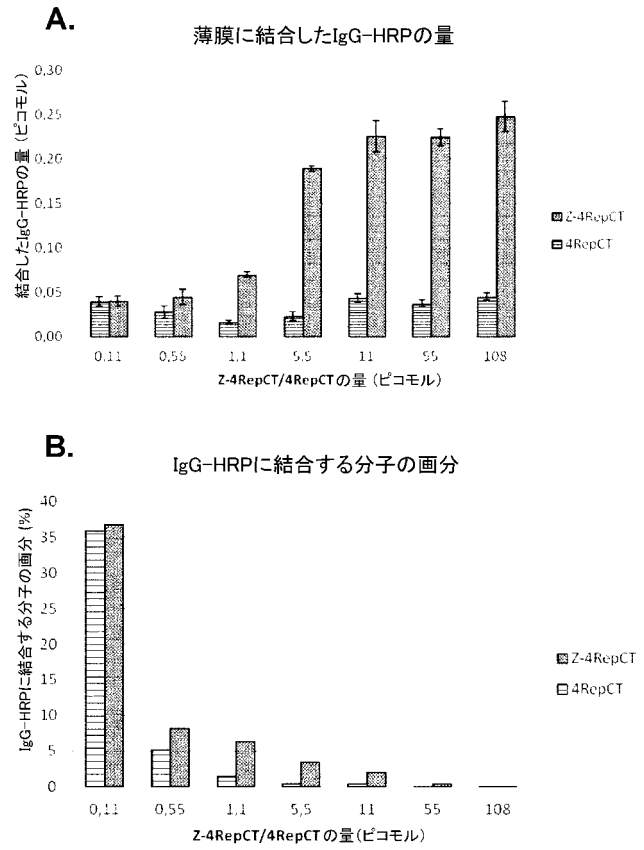 A.
薄膜に結合したIgG-HRPの量
結合したIgG-HRPの量 (ピコモル)
0,30
0,25
0,20
0,15
0,10
0,05
0,00
Z-4RepCT
4RepCT
0,11 0,55 1,1 5,5 11 55 108
Z-4RepCT/4RepCTの量 (ピコモル)
B.
IgG-HRPに結合する分子の画分
IgG-HRPに結合する分子の画分 (%)
40
35
30
25
20
15
10
5
0
Z-4RepCT
4RepCT
0,11 0,55 1,1 5,5 11 55 108
Z-4RepCT/4RepCTの量(ピコモル)